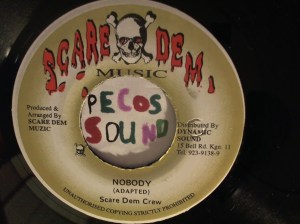 SCARE DEM.
MUSIC
PECOS
SOUND
Produced &
Arranged By
SCARE DEM
MUZIC
Distributed By
DYNAMIC
SOUND
15 Bell Rd. Kgn. 11
Tel: 923-9138-9
NOBODY
(ADAPTED)
Scare Dem Crew
UNAUTHORISED COPYING STRICTLY PROHIBITED